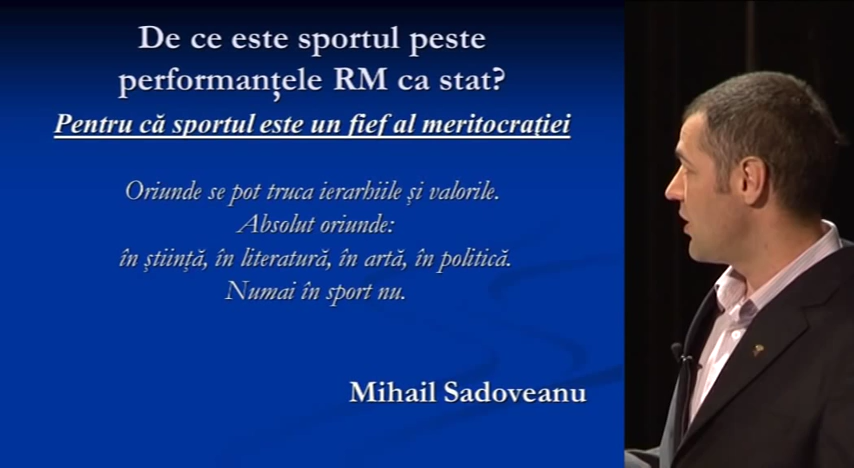 De ce este sportul peste
performanțele RM ca stat?
Pentru că sportul este un fief al meritocrației
Oriunde se pot truca ierarhiile și valorile.
Absolut oriunde:
în știință, în literatură, în artă, în politică.
Numai în sport nu.
Mihail Sadoveanu